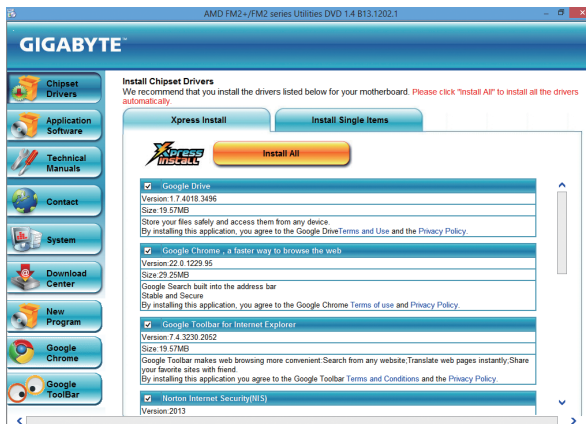 AMD FM2+/FM2 series Utilities DVD 1.4 B13.1202.1
GIGABYTE™
Chipset
Drivers
Application
Software
Technical
Manuals
Contact
System
Download
Center
New
Program
Google
Chrome
Google
ToolBar
Install Chipset Drivers
We recommend that you install the drivers listed below for your motherboard. Please click "Install All" to install all the drivers
automatically.
Xpress Install
Install Single Items
Xpress
Install
Install All
Google Drive
Version:1.7.4018.3496
Size:19.57MB
Store your files safely and access them from any device.
By installing this application, you agree to the Google DriveTerms and Use and the Privacy Policy.
Google Chrome , a faster way to browse the web
Version:22.0.1229.95
Size:29.25MB
Google Search built into the address bar
Stable and Secure
By installing this application, you agree to the Google Chrome Terms of use and Privacy Policy.
Google Toolbar for Internet Explorer
Version:7.4.3230.2052
Size:19.57MB
Google Toolbar makes web browsing more convenient:Search from any website;Translate web pages instantly;Share
your favorite sites with friend.
By installing this application you agree to the Google Toolbar Terms and Conditions and the Privacy Policy.
Norton Internet Security(NIS)
Version:2013